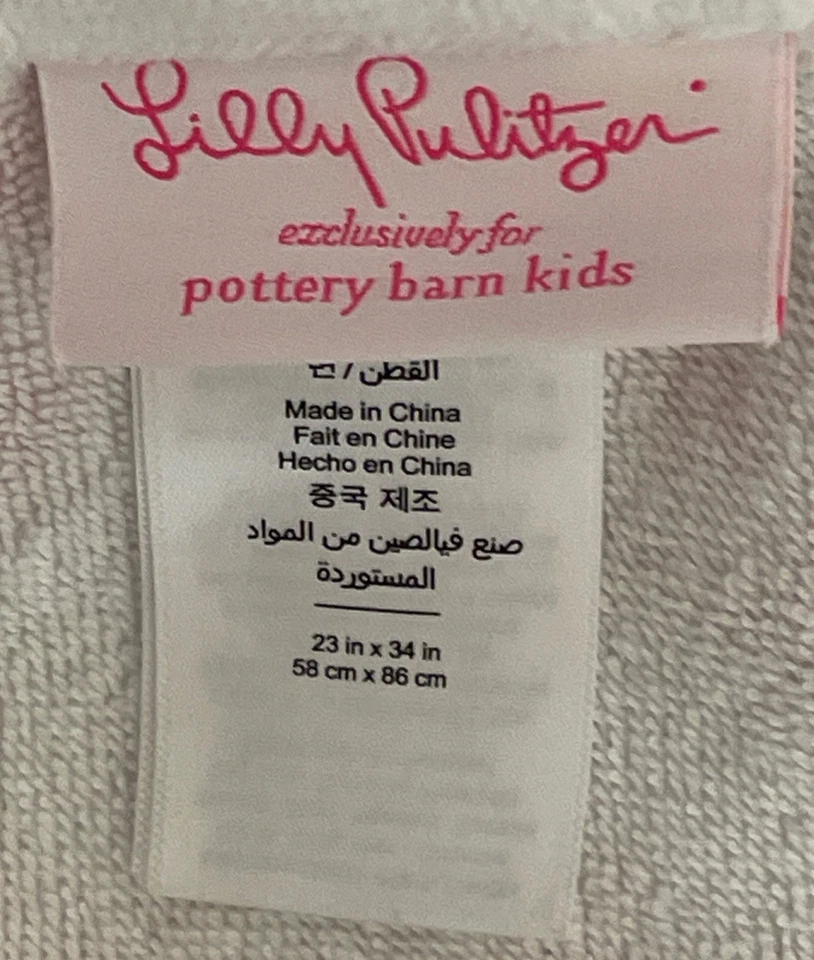 Lilly Pulitzer
exclusively for
pottery barn kids
القطن /
Made in China
Fait en Chine
Hecho en China
중국 제조
صنع فيالصين من المواد
المستوردة
23 in x 34 in
58 cm x 86 cm